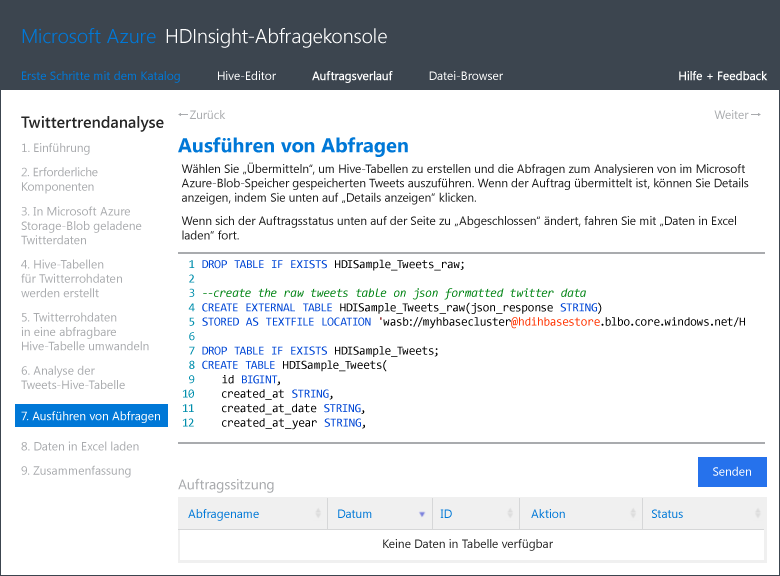 Microsoft Azure HDInsight-Abfragekonsole
Erste Schritte mit dem Katalog Hive-Editor Auftragsverlauf Datei-Browser Hilfe + Feedback
Twittertrendanalyse
1. Einführung
2. Erforderliche
Komponenten
3. In Microsoft Azure
Storage-Blob geladene
Twitterdaten
4. Hive-Tabellen
für Twitterrohdaten
werden erstellt
5. Twitterrohdaten
in eine abfragbare
Hive-Tabelle umwandeln
6. Analyse der
Tweets-Hive-Tabelle
7. Ausführen von Abfragen
8. Daten in Excel laden
9. Zusammenfassung
←Zurück Weiter→
Ausführen von Abfragen
Wählen Sie „Übermitteln“, um Hive-Tabellen zu erstellen und die Abfragen zum Analysieren von im Microsoft
Azure-Blob-Speicher gespeicherten Tweets auszuführen. Wenn der Auftrag übermittelt ist, können Sie Details
anzeigen, indem Sie unten auf „Details anzeigen“ klicken.
Wenn sich der Auftragsstatus unten auf der Seite zu „Abgeschlossen“ ändert, fahren Sie mit „Daten in Excel
laden“ fort.
1 DROP TABLE IF EXISTS HDISample_Tweets_raw;
2
3 --create the raw tweets table on json formatted twitter data
4 CREATE EXTERNAL TABLE HDISample_Tweets_raw(json_response STRING)
5 STORED AS TEXTFILE LOCATION 'wasb://myhbasecluster@hdihbasestore.blbo.core.windows.net/H
6
7 DROP TABLE IF EXISTS HDISample_Tweets;
8 CREATE TABLE HDISample_Tweets(
9 id BIGINT,
10 created_at STRING,
11 created_at_date STRING,
12 created_at_year STRING,
Senden
Auftragssitzung
Abfragename Datum ID Aktion Status
Keine Daten in Tabelle verfügbar